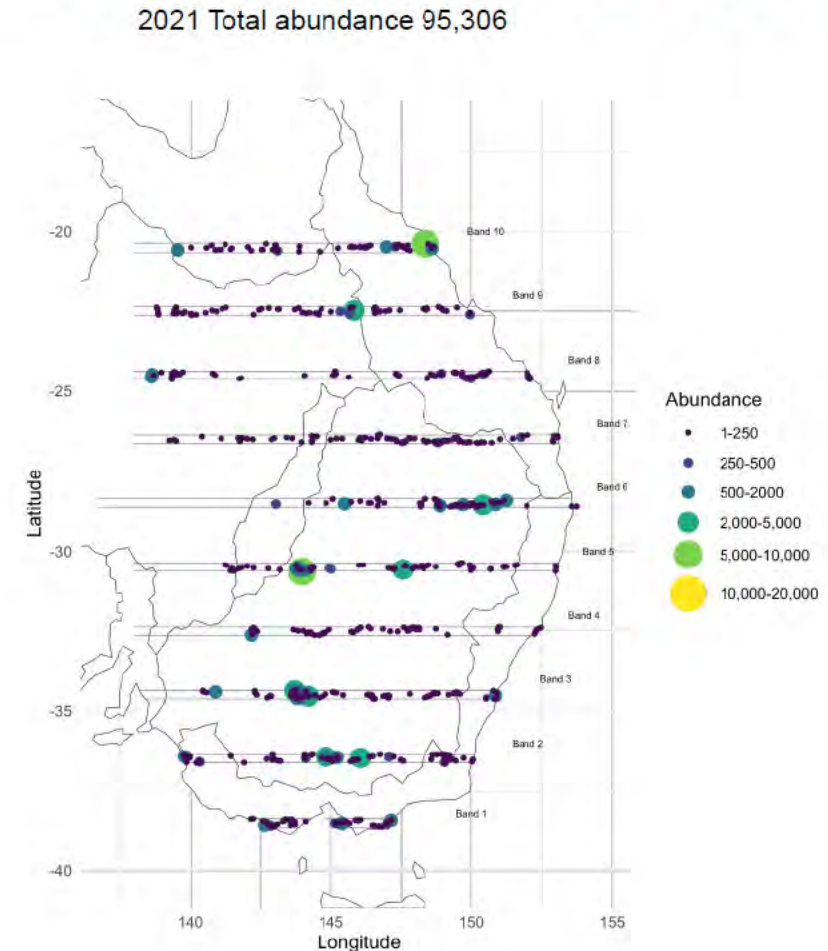 2021 Total abundance 95,306
Band 10
-20
Band 9
Band 8
-25
Band 7
Band 6
Band 5
-30
Band 4
Band 3
-35
Band 2
Band 1
-40
Latitude
140
145
150
155
Longitude
Abundance
1-250
250-500
500-2000
2,000-5,000
5,000-10,000
10,000-20,000